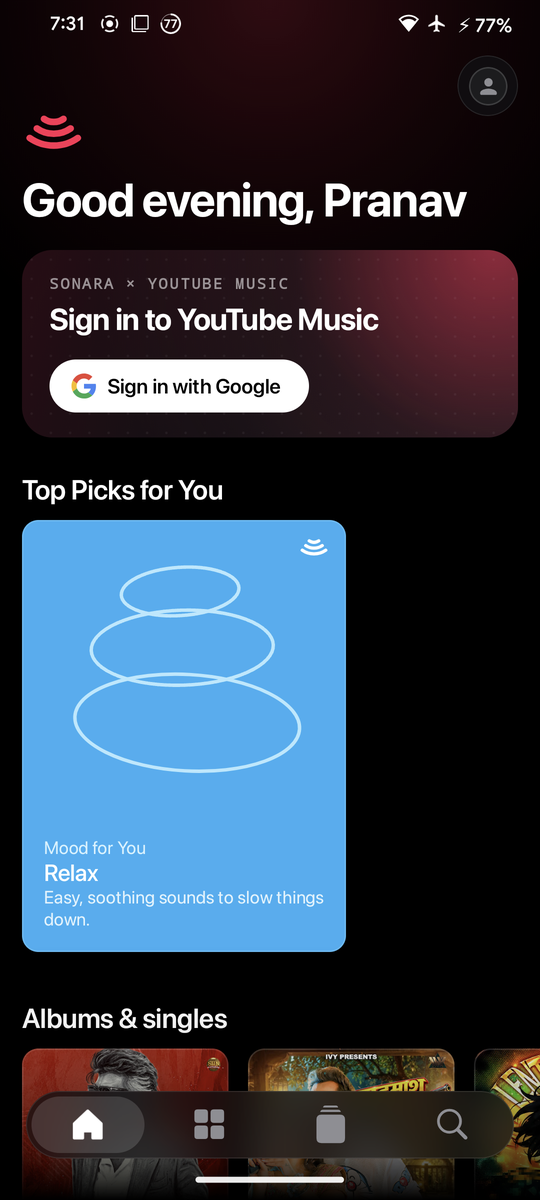 7:31
77
77%
Good evening, Pranav
SONARA × YOUTUBE MUSIC
Sign in to YouTube Music
Sign in with Google
Top Picks for You
Mood for You
Relax
Easy, soothing sounds to slow things
down.
Albums & singles
IVY PRESENTS